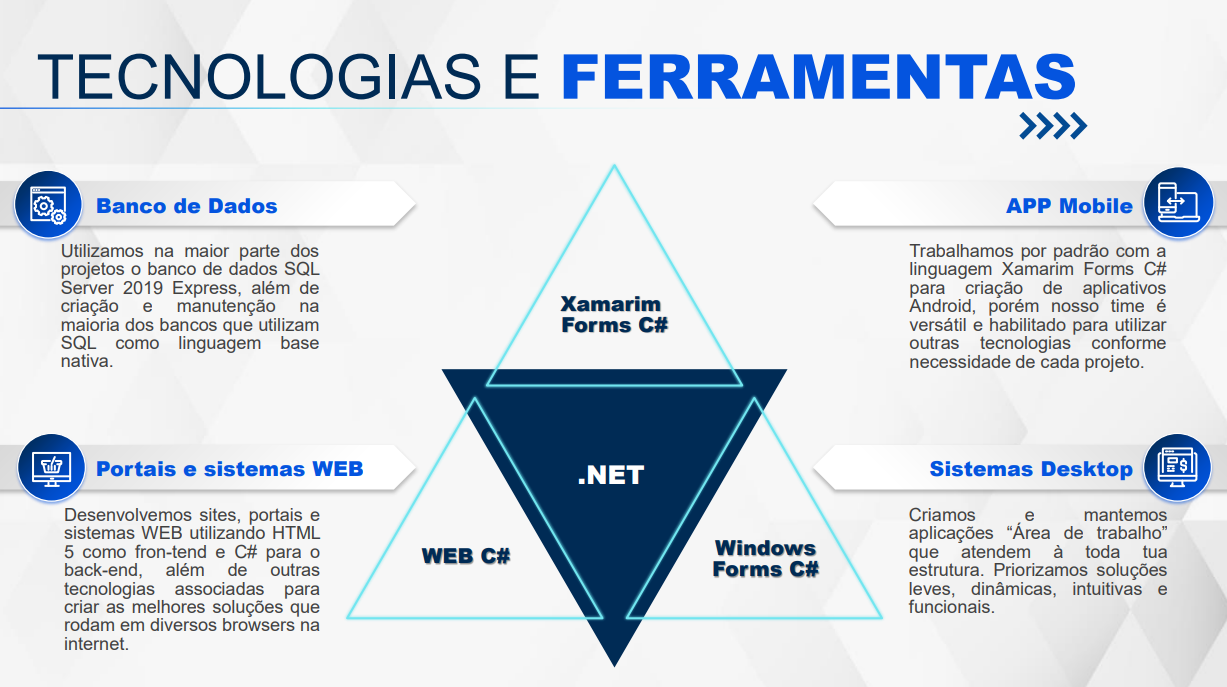 TECNOLOGIAS E FERRAMENTAS
Banco de Dados
Utilizamos na maior parte dos
projetos o banco de dados SQL
Server 2019 Express, além de
criação e manutenção na
maioria dos bancos que utilizam
SQL como linguagem base
nativa.
APP Mobile
Trabalhamos por padrão com a
linguagem Xamarim Forms C#
para criação de aplicativos
Android, porém nosso time é
versátil e habilitado para utilizar
outras tecnologias conforme
necessidade de cada projeto.
Xamarim
Forms C#
.NET
WEB C#
Windows
Forms C#
Portais e sistemas WEB
Desenvolvemos sites, portais e
sistemas WEB utilizando HTML
5 como fron-tend e C# para o
back-end, além de outras
tecnologias associadas para
criar as melhores soluções que
rodam em diversos browsers na
internet.
Sistemas Desktop
Criamos e mantemos
aplicações “Área de trabalho”
que atendem à toda tua
estrutura. Priorizamos soluções
leves, dinâmicas, intuitivas e
funcionais.